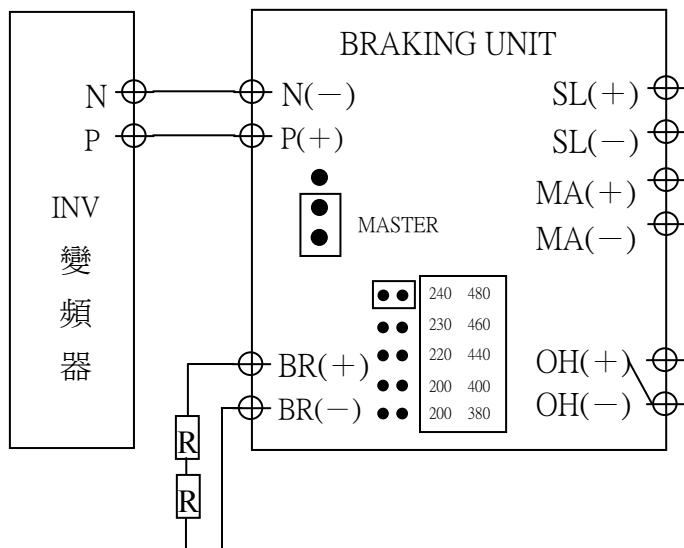 BRAKING UNIT
N
P
INV
變
頻
器
N(−)
P(+)
SL(+)
SL(−)
MA(+)
MA(−)
MASTER
240 480
230 460
220 440
200 400
200 380
BR(+)
BR(−)
OH(+)
OH(−)
R
R